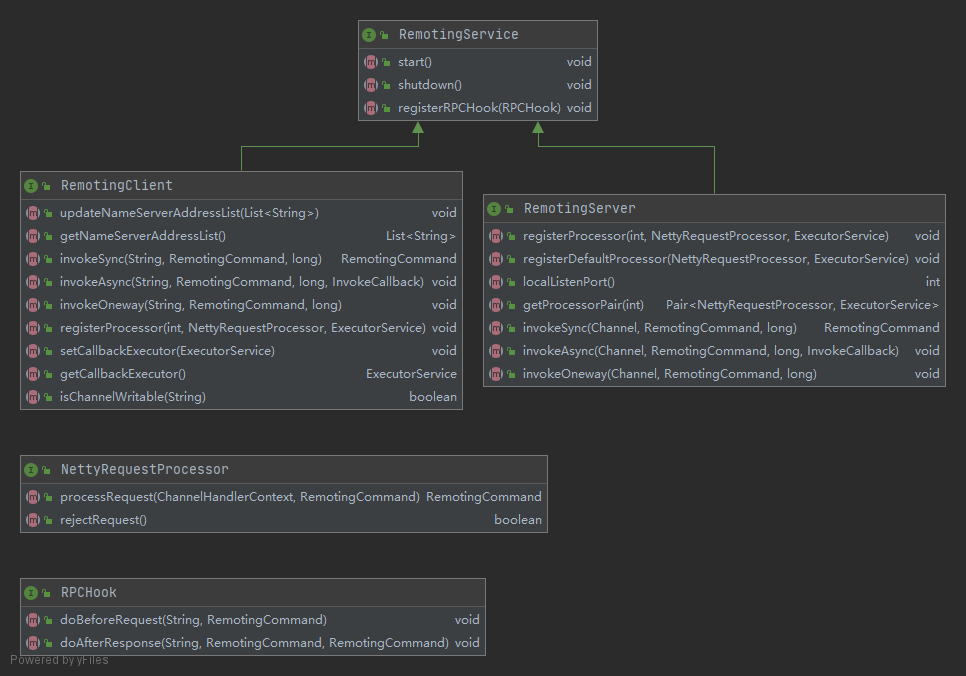 RemotingService
start() void
shutdown() void
registerRPCHook(RPCHook) void
RemotingClient
updateNameServerAddressList(List<String>) void
getNameServerAddressList() List<String>
invokeSync(String, RemotingCommand, long) RemotingCommand
invokeAsync(String, RemotingCommand, long, InvokeCallback) void
invokeOneway(String, RemotingCommand, long) void
registerProcessor(int, NettyRequestProcessor, ExecutorService) void
setCallbackExecutor(ExecutorService) void
getCallbackExecutor() ExecutorService
isChannelWritable(String) boolean
RemotingServer
registerProcessor(int, NettyRequestProcessor, ExecutorService) void
registerDefaultProcessor(NettyRequestProcessor, ExecutorService) void
localListenPort() int
getProcessorPair(int) Pair<NettyRequestProcessor, ExecutorService>
invokeSync(Channel, RemotingCommand, long) RemotingCommand
invokeAsync(Channel, RemotingCommand, long, InvokeCallback) void
invokeOneway(Channel, RemotingCommand, long) void
NettyRequestProcessor
processRequest(ChannelHandlerContext, RemotingCommand) RemotingCommand
rejectRequest() boolean
RPCHook
doBeforeRequest(String, RemotingCommand) void
doAfterResponse(String, RemotingCommand, RemotingCommand) void
Powered by yFiles